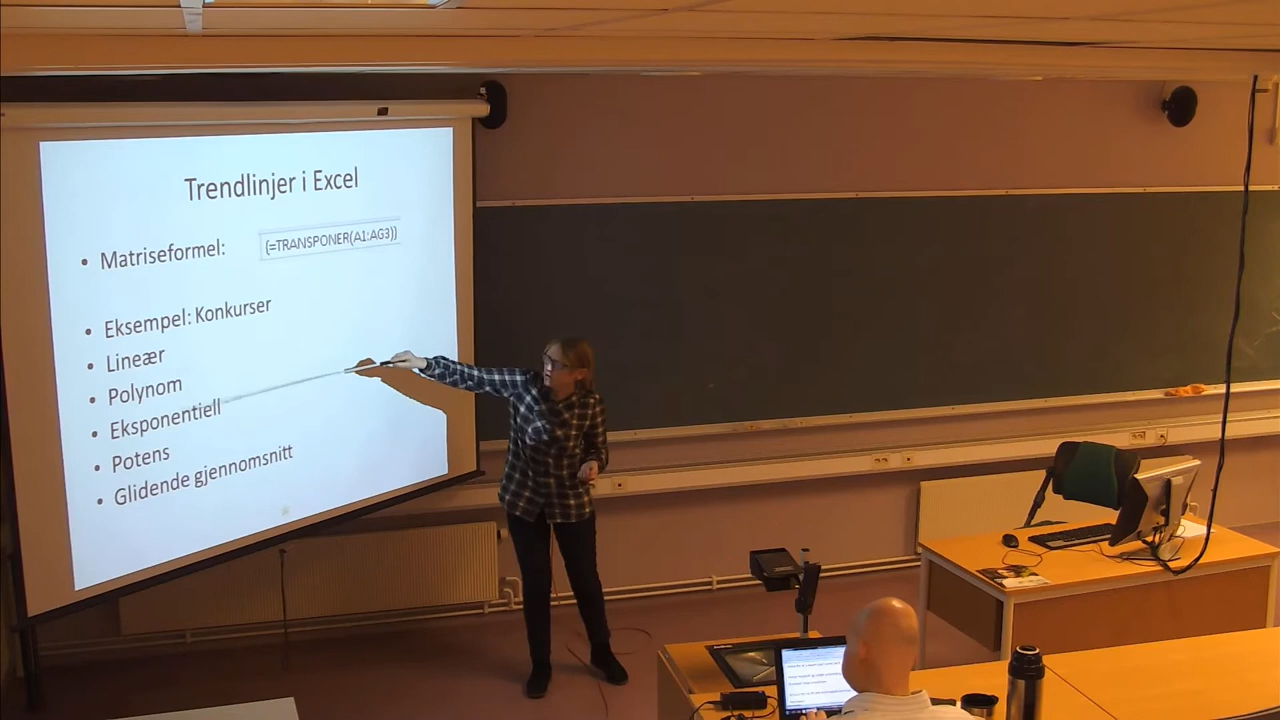 Trendlinjer i Excel
• Matriseformel: {=TRANSPONER(A1:AG3)}
• Eksempel: Konkurser
• Lineær
• Polynom
• Eksponentiell
• Potens
• Glidende gjennomsnitt